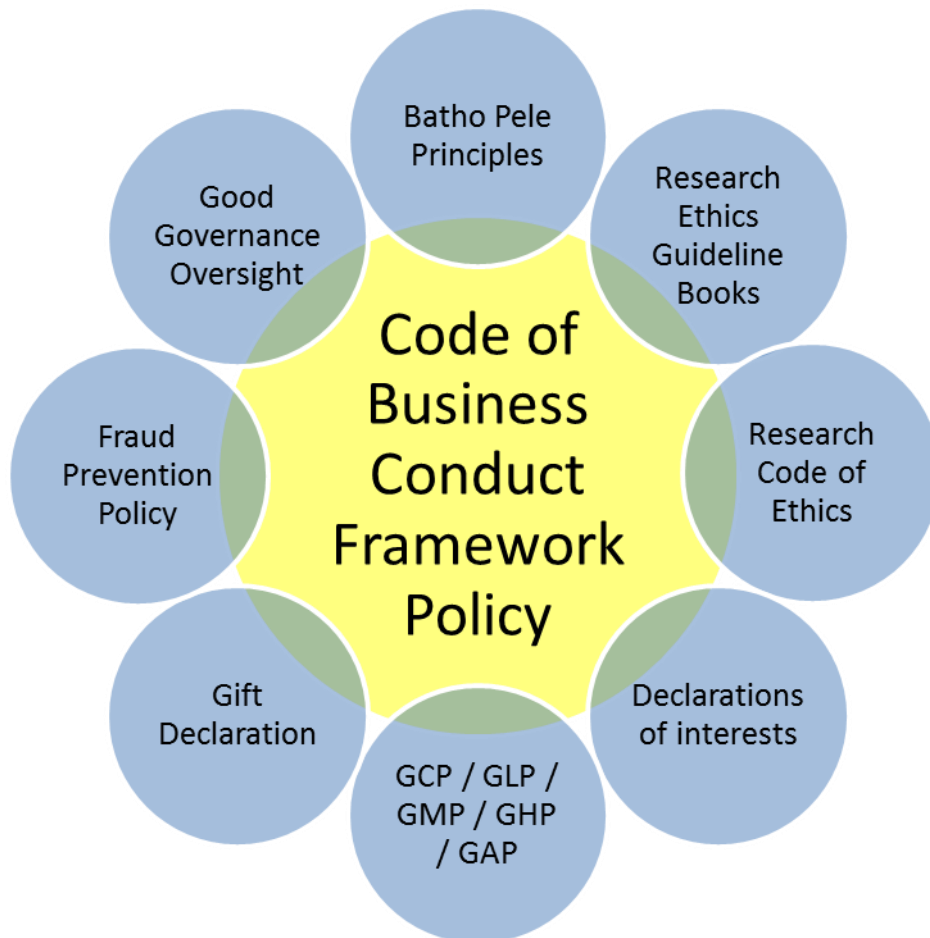 Batho Pele
Principles
Research
Ethics
Guideline
Books
Research
Code of
Ethics
Declarations
of interests
GCP / GLP /
GMP / GHP
/ GAP
Gift
Declaration
Fraud
Prevention
Policy
Good
Governance
Oversight
Code of
Business
Conduct
Framework
Policy